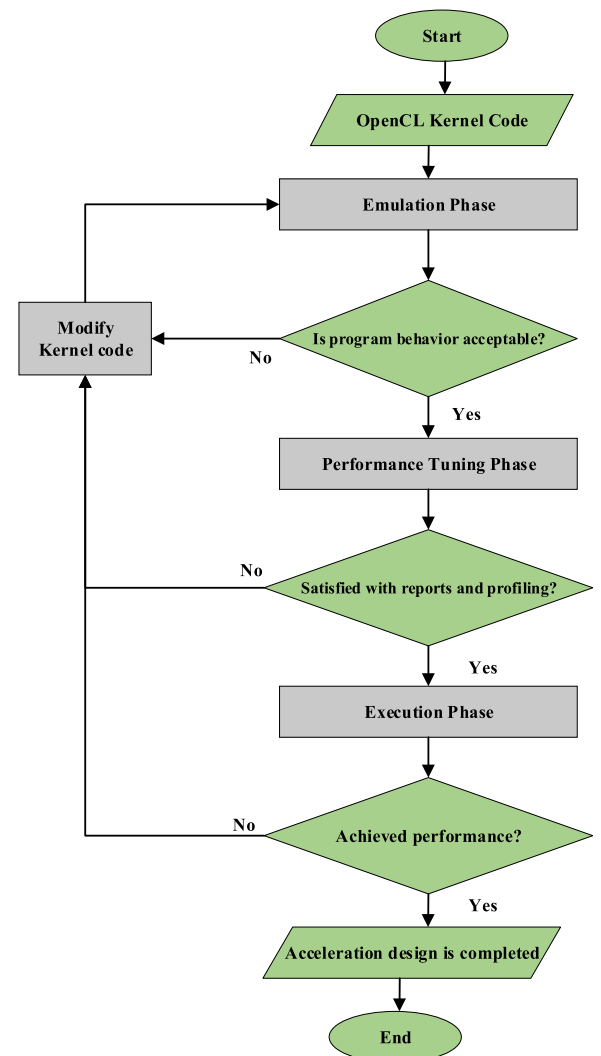 Start
OpenCL Kernel Code
Emulation Phase
Modify
Kernel code
Is program behavior acceptable?
No
Yes
Performance Tuning Phase
No
Satisfied with reports and profiling?
Yes
Execution Phase
No
Achieved performance?
Yes
Acceleration design is completed
End